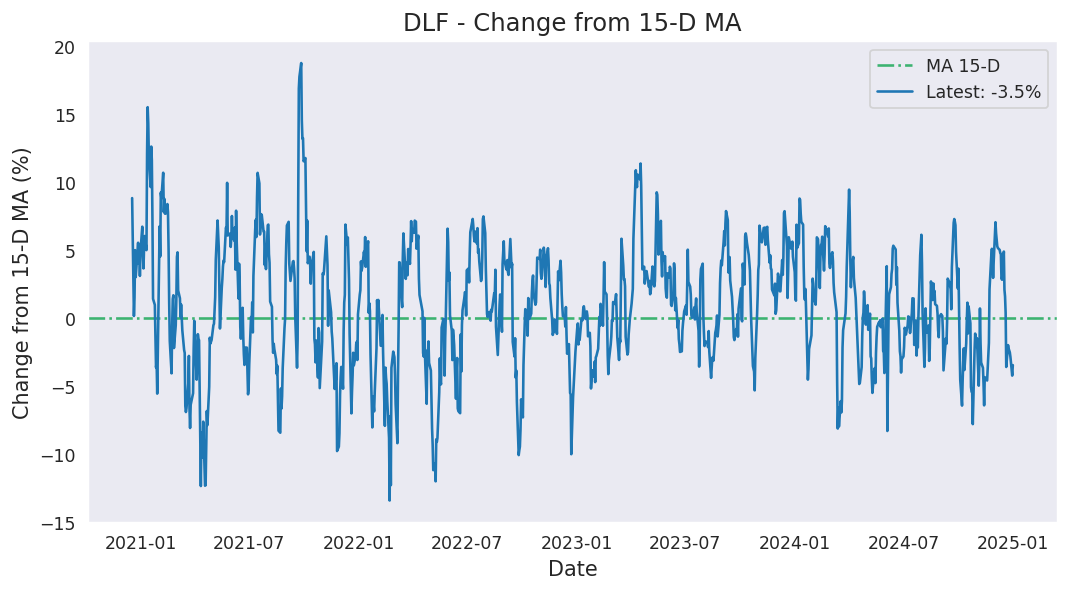 DLF - Change from 15-D MA
MA 15-D
Latest: -3.5%
Change from 15-D MA (%)
20
15
10
5
0
−5
−10
−15
2021-01 2021-07 2022-01 2022-07 2023-01 2023-07 2024-01 2024-07 2025-01
Date